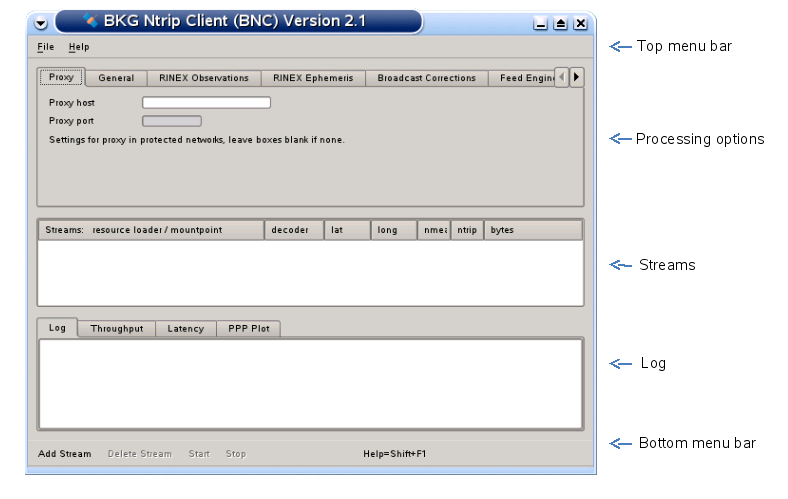 BKG Ntrip Client (BNC) Version 2.1
File Help
Top menu bar
Proxy General RINEX Observations RINEX Ephemeris Broadcast Corrections Feed Engin
Proxy host
Proxy port
Processing options
Settings for proxy in protected networks, leave boxes blank if none.
Streams: resource loader / mountpoint decoder lat long nmea ntrip bytes
Streams
Log Throughput Latency PPP Plot
Log
Bottom menu bar
Add Stream Delete Stream Start Stop Help=Shift+F1